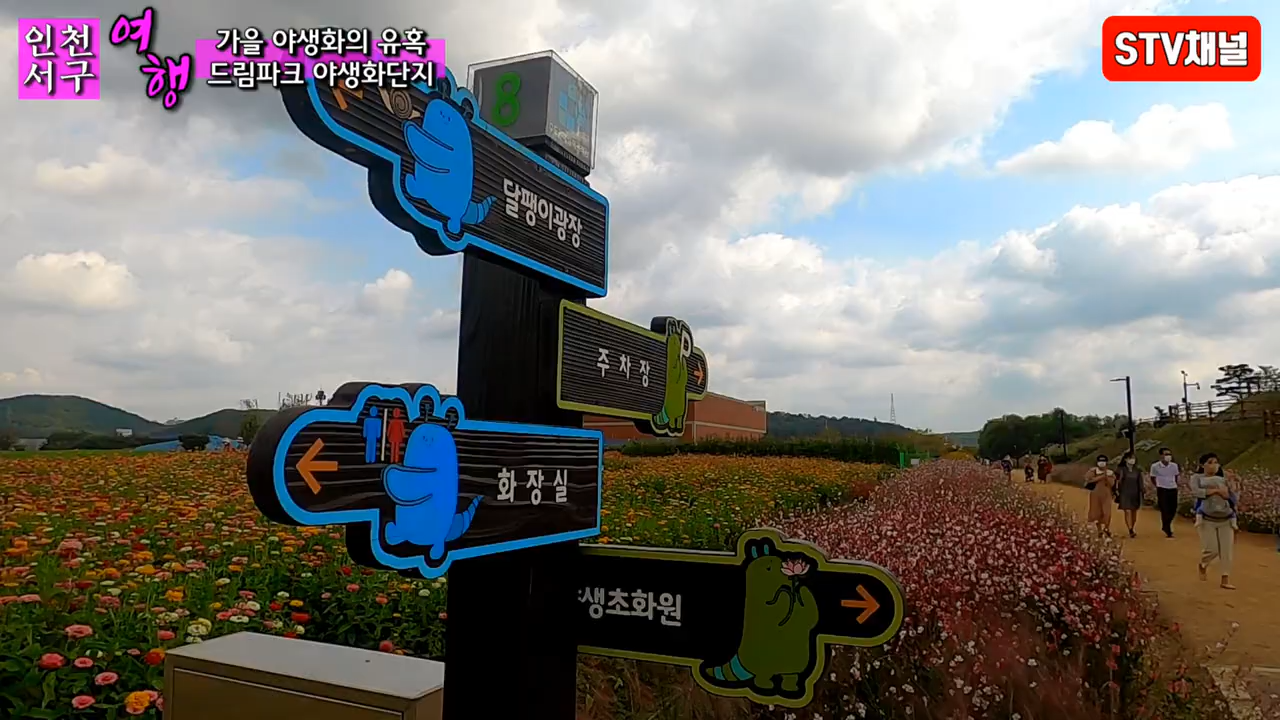 인천
서구
여행
가을 야생화의 유혹
드림파크 야생화단지
STV채널
8
달팽이광장
P
주 차 장
화 장 실
생초화원